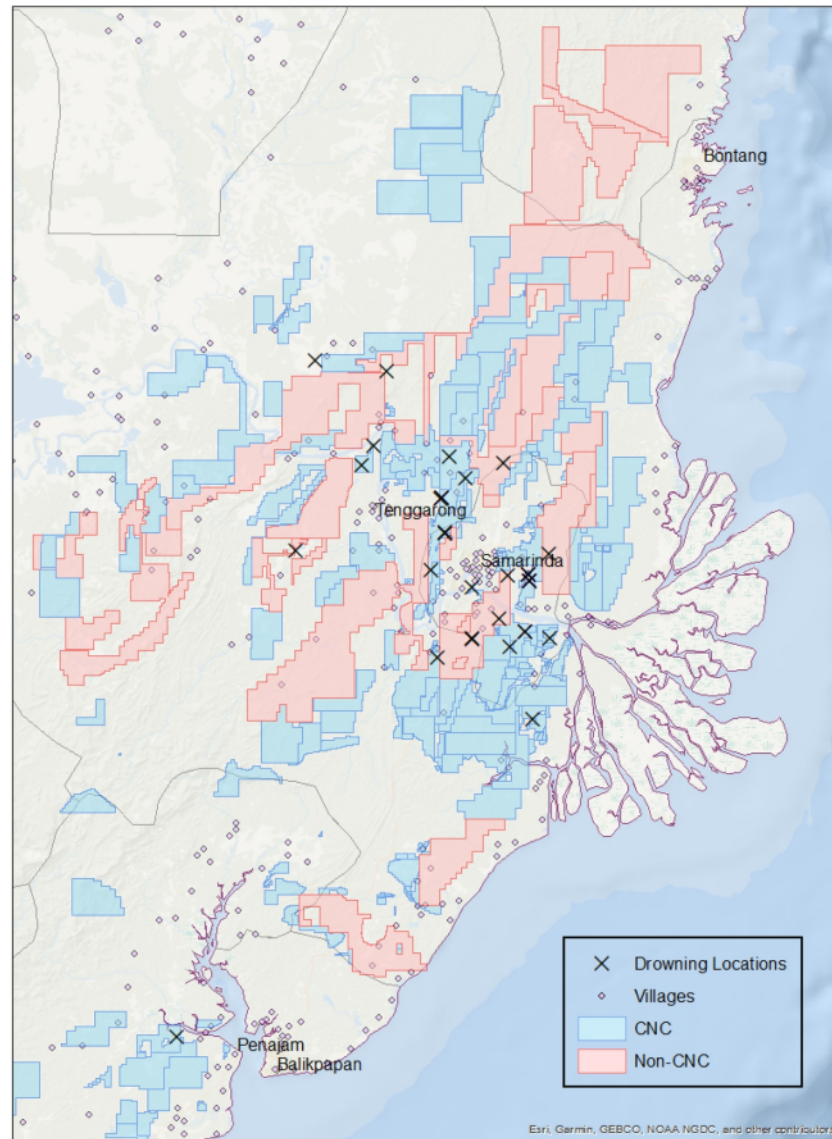 Bontang
Tenggarong
Samarinda
Penajam
Balikpapan
Drowning Locations
Villages
CNC
Non-CNC
Esri, Garmin, GEBCO, NOAA NGDC, and other contributors